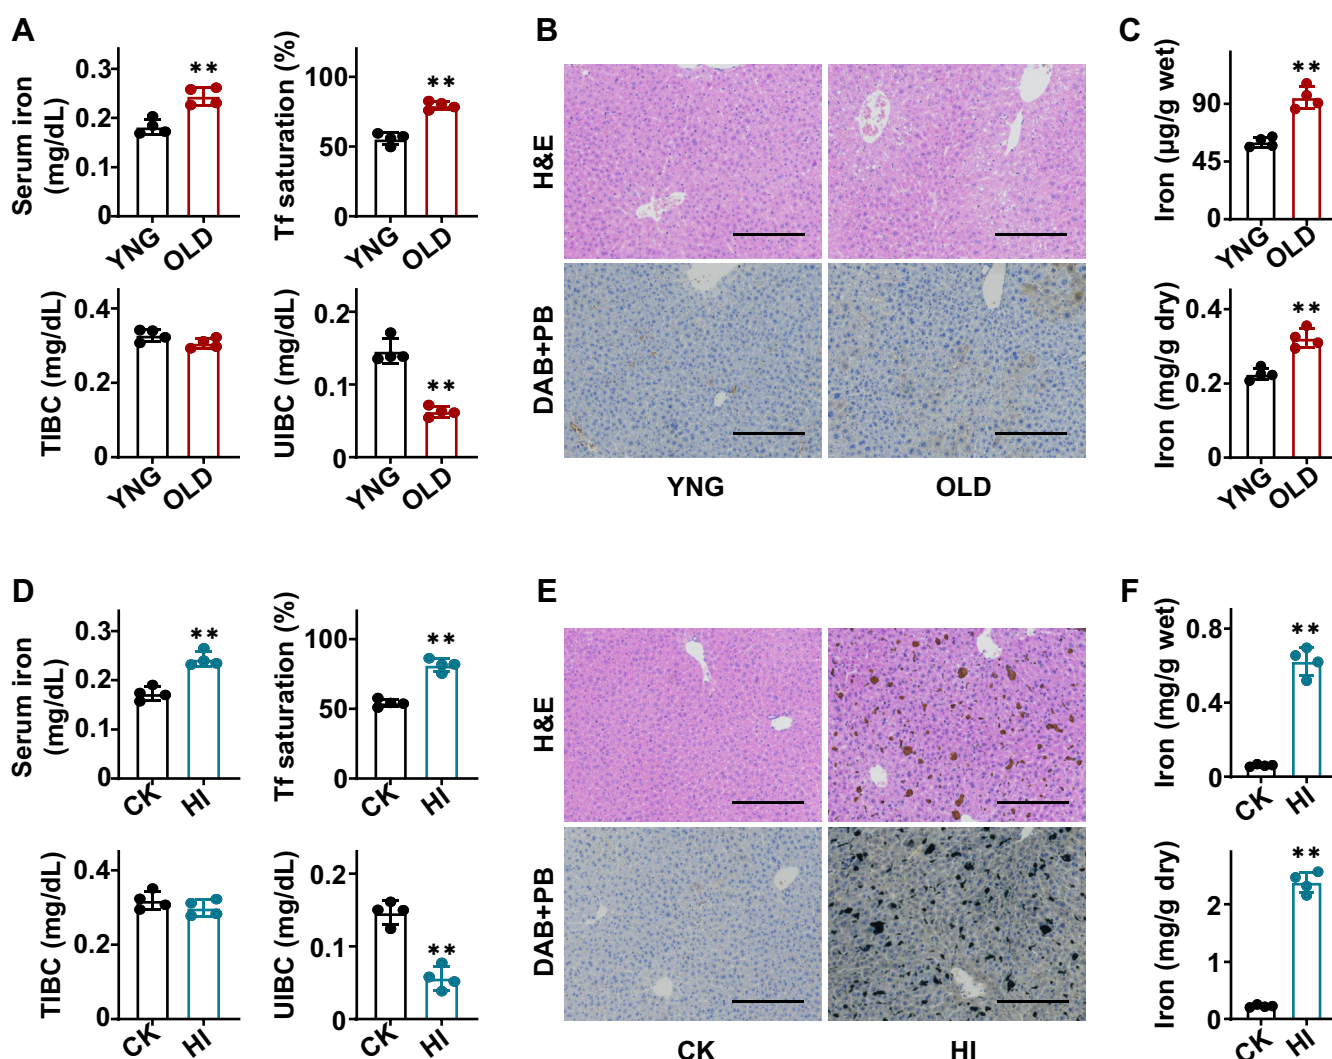 A
Serum iron
(mg/dL)
0.3
0.2
0.1
0
**
YNG
OLD
Tf saturation (%)
100
50
0
**
YNG
OLD
TIBC (mg/dL)
0.4
0.2
0
YNG
OLD
UIBC (mg/dL)
0.2
0.1
0
**
YNG
OLD
B
H&E
DAB+PB
YNG
OLD
C
Iron (µg/g wet)
90
45
0
**
YNG
OLD
Iron (mg/g dry)
0.4
0.2
0
**
YNG
OLD
D
Serum iron
(mg/dL)
0.3
0.2
0.1
0
**
CK
HI
Tf saturation (%)
100
50
0
**
CK
HI
TIBC (mg/dL)
0.4
0.2
0
CK
HI
UIBC (mg/dL)
0.2
0.1
0
**
CK
HI
E
H&E
DAB+PB
CK
HI
F
Iron (mg/g wet)
0.8
0.4
0
**
CK
HI
Iron (mg/g dry)
2
1
0
**
CK
HI